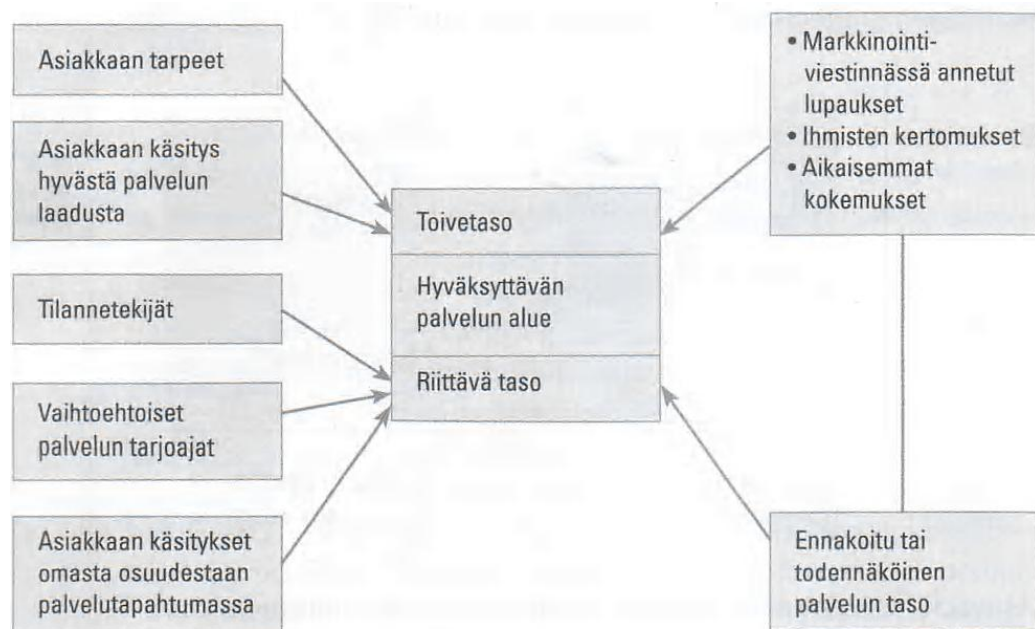 Asiakkaan tarpeet
Asiakkaan käsitys
hyvästä palvelun
laadusta
Tilannetekijät
Vaihtoehtoiset
palvelun tarjoajat
Asiakkaan käsitykset
omasta osuudestaan
palvelutapahtumassa
Toivetaso
Hyväksyttävän
palvelun alue
Riittävä taso
• Markkinointi-
viestinnässä annetut
lupaukset
• Ihmisten kertomukset
• Aikaisemmat
kokemukset
Ennakoitu tai
todennäköinen
palvelun taso